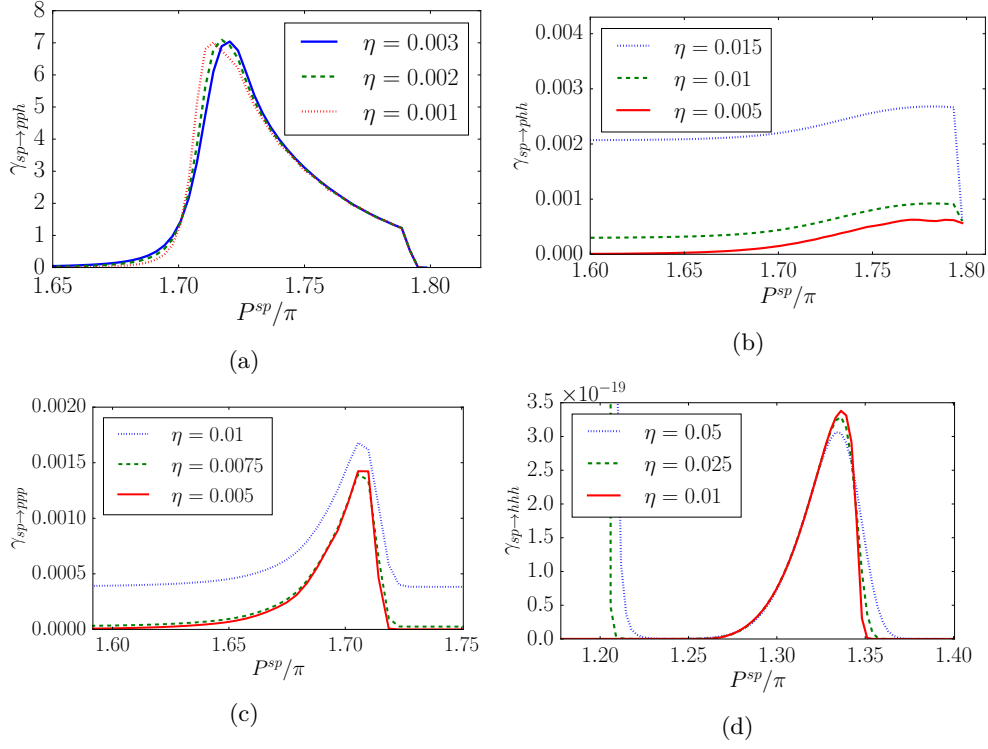 8
7
6
5
4
3
2
1
0
γ_{sp→pph}
η = 0.003
η = 0.002
η = 0.001
1.65 1.70 1.75 1.80
P^{sp}/π
(a)
0.004
0.003
0.002
0.001
0.000
γ_{sp→phh}
η = 0.015
η = 0.01
η = 0.005
1.60 1.65 1.70 1.75 1.80
P^{sp}/π
(b)
0.0020
0.0015
0.0010
0.0005
0.0000
γ_{sp→ppp}
η = 0.01
η = 0.0075
η = 0.005
1.60 1.65 1.70 1.75
P^{sp}/π
(c)
×10^{−19}
3.5
3.0
2.5
2.0
1.5
1.0
0.5
0.0
γ_{sp→hhh}
η = 0.05
η = 0.025
η = 0.01
1.20 1.25 1.30 1.35 1.40
P^{sp}/π
(d)